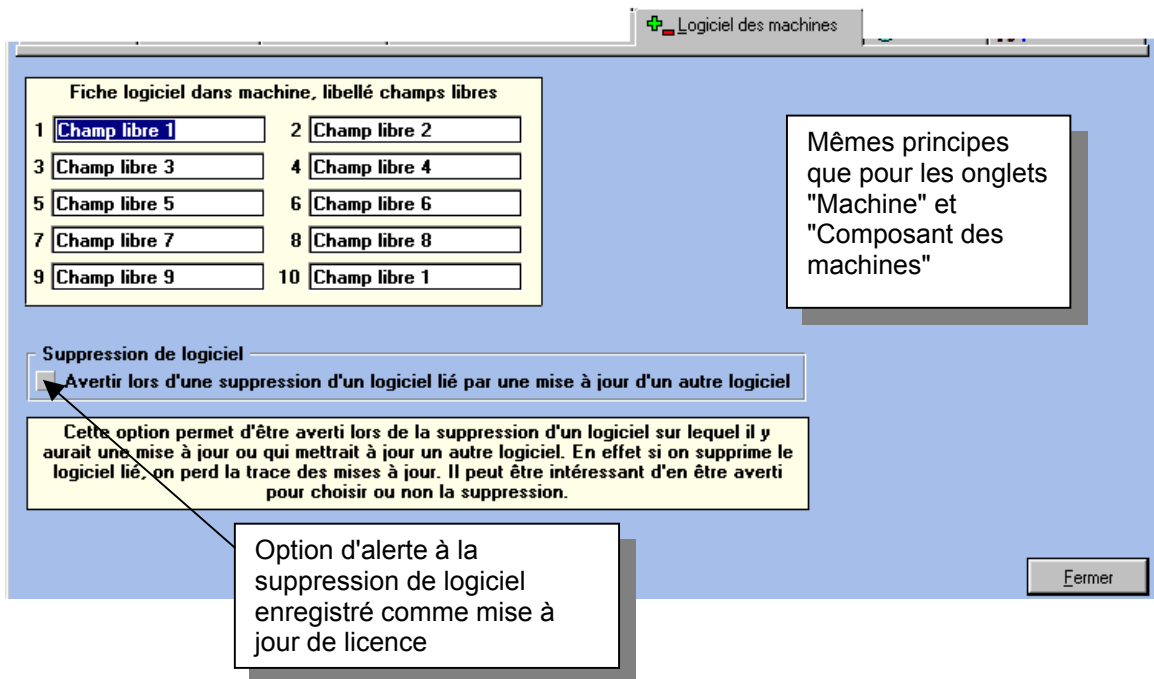 Logiciel des machines
Fiche logiciel dans machine, libellé champs libres
1 Champ libre 1 2 Champ libre 2
3 Champ libre 3 4 Champ libre 4
5 Champ libre 5 6 Champ libre 6
7 Champ libre 7 8 Champ libre 8
9 Champ libre 9 10 Champ libre 1
Mêmes principes
que pour les onglets
"Machine" et
"Composant des
machines"
Suppression de logiciel
Avertir lors d'une suppression d'un logiciel lié par une mise à jour d'un autre logiciel
Cette option permet d'être averti lors de la suppression d'un logiciel sur lequel il y
aurait une mise à jour ou qui mettrait à jour un autre logiciel. En effet si on supprime le
logiciel lié, on perd la trace des mises à jour. Il peut être intéressant d'en être averti
pour choisir ou non la suppression.
Option d'alerte à la
suppression de logiciel
enregistré comme mise à
jour de licence
Fermer